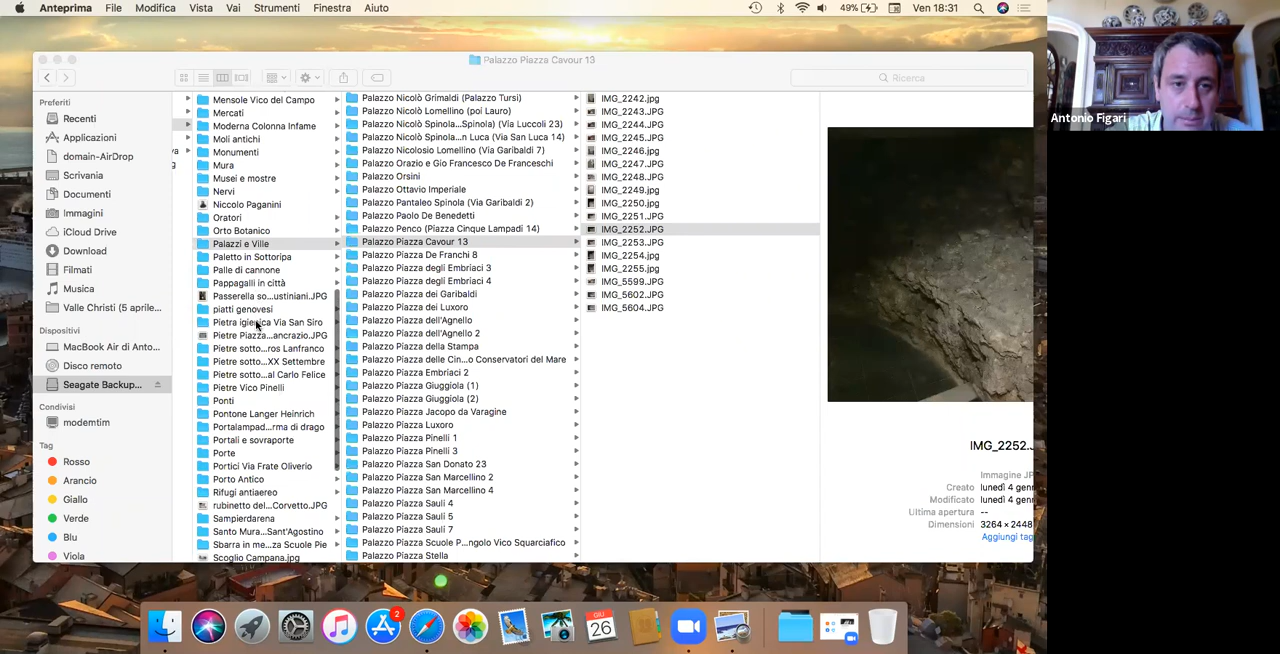 Anteprima File Modifica Vista Vai Strumenti Finestra Aiuto 49% Ven 18:31
Palazzo Piazza Cavour 13
Ricerca
Preferiti
Recenti
Applicazioni
domain-AirDrop
Scrivania
Documenti
Immagini
iCloud Drive
Download
Filmati
Musica
Valle Christi (5 aprile...
Dispositivi
MacBook Air di Anto...
Disco remoto
Seagate Backup...
Condivisi
modemtim
Tag
Rosso
Arancio
Giallo
Verde
Blu
Viola
Mensole Vico del Campo
Mercati
Moderna Colonna Infame
Moli antichi
Monumenti
Mura
Musei e mostre
Nervi
Niccolo Paganini
Oratori
Orto Botanico
Palazzi e Ville
Paletto in Sottoripa
Palle di cannone
Pappagalli in città
Passerella so...ustiniani.JPG
piatti genovesi
Pietra igienica Via San Siro
Pietre Piazza...ancrazio.JPG
Pietre sotto...ros Lanfranco
Pietre sotto...XX Settembre
Pietre sotto...al Carlo Felice
Pietre Vico Pinelli
Ponti
Pontone Langer Heinrich
Portalampad...rma di drago
Portali e sovraporte
Porte
Portici Via Frate Oliverio
Porto Antico
Rifugi antiaereo
rubinetto del...Corvetto.JPG
Sampierdarena
Santo Mura...Sant'Agostino
Sbarra in me...za Scuole Pie
Scoglio Campana.jpg
Palazzo Nicolò Grimaldi (Palazzo Tursi)
Palazzo Nicolò Lomellino (poi Lauro)
Palazzo Nicolò Spinola...Spinola) (Via Luccoli 23)
Palazzo Nicolò Spinola...n Luca (Via San Luca 14)
Palazzo Nicolosio Lomellino (Via Garibaldi 7)
Palazzo Orazio e Gio Francesco De Franceschi
Palazzo Orsini
Palazzo Ottavio Imperiale
Palazzo Pantaleo Spinola (Via Garibaldi 2)
Palazzo Paolo De Benedetti
Palazzo Penco (Piazza Cinque Lampadi 14)
Palazzo Piazza Cavour 13
Palazzo Piazza De Franchi 8
Palazzo Piazza degli Embriaci 3
Palazzo Piazza degli Embriaci 4
Palazzo Piazza dei Garibaldi
Palazzo Piazza dei Luxoro
Palazzo Piazza dell'Agnello
Palazzo Piazza dell'Agnello 2
Palazzo Piazza della Stampa
Palazzo Piazza delle Cin...o Conservatori del Mare
Palazzo Piazza Embriaci 2
Palazzo Piazza Giuggiola (1)
Palazzo Piazza Giuggiola (2)
Palazzo Piazza Jacopo da Varagine
Palazzo Piazza Luxoro
Palazzo Piazza Pinelli 1
Palazzo Piazza Pinelli 3
Palazzo Piazza San Donato 23
Palazzo Piazza San Marcellino 2
Palazzo Piazza San Marcellino 4
Palazzo Piazza Sauli 4
Palazzo Piazza Sauli 5
Palazzo Piazza Sauli 7
Palazzo Piazza Scuole P...ngolo Vico Squarciafico
Palazzo Piazza Stella
IMG_2242.jpg
IMG_2243.JPG
IMG_2244.JPG
IMG_2245.JPG
IMG_2246.jpg
IMG_2247.JPG
IMG_2248.JPG
IMG_2249.jpg
IMG_2250.jpg
IMG_2251.JPG
IMG_2252.JPG
IMG_2253.JPG
IMG_2254.jpg
IMG_2255.jpg
IMG_5599.JPG
IMG_5602.JPG
IMG_5604.JPG
IMG_2252.J
Immagine JP
Creato lunedì 4 genn
Modificato lunedì 4 genn
Ultima apertura --
Dimensioni 3264×2448
Aggiungi tag
Antonio Figari
2
GIU
26